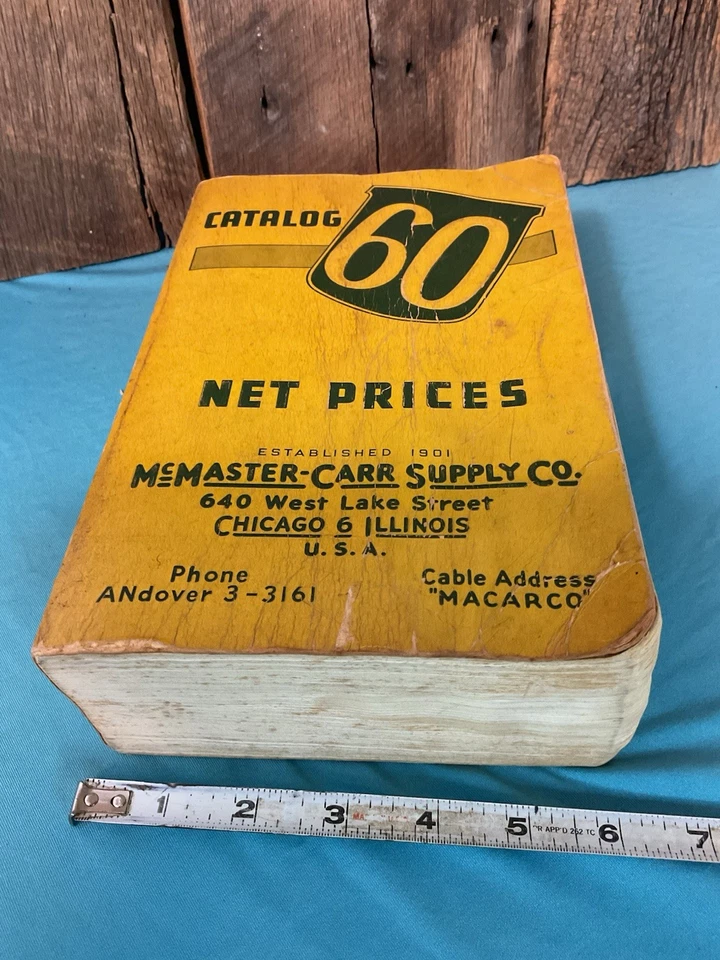 CATALOG 60
NET PRICES
ESTABLISHED 1901
McMASTER-CARR SUPPLY CO.
640 West Lake Street
CHICAGO 6 ILLINOIS
U. S. A.
Phone
ANdover 3-3161
Cable Address
"MACARCO"
1 2 3 4 5 6 7